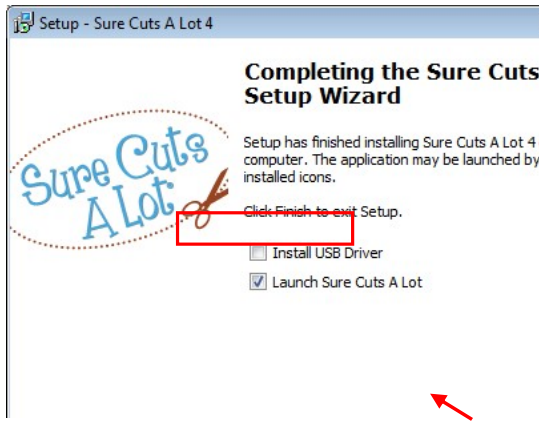 Setup - Sure Cuts A Lot 4
Completing the Sure Cuts
Setup Wizard
Sure Cuts
A Lot
Setup has finished installing Sure Cuts A Lot 4
computer. The application may be launched by
installed icons.
Click Finish to exit Setup.
Install USB Driver
Launch Sure Cuts A Lot